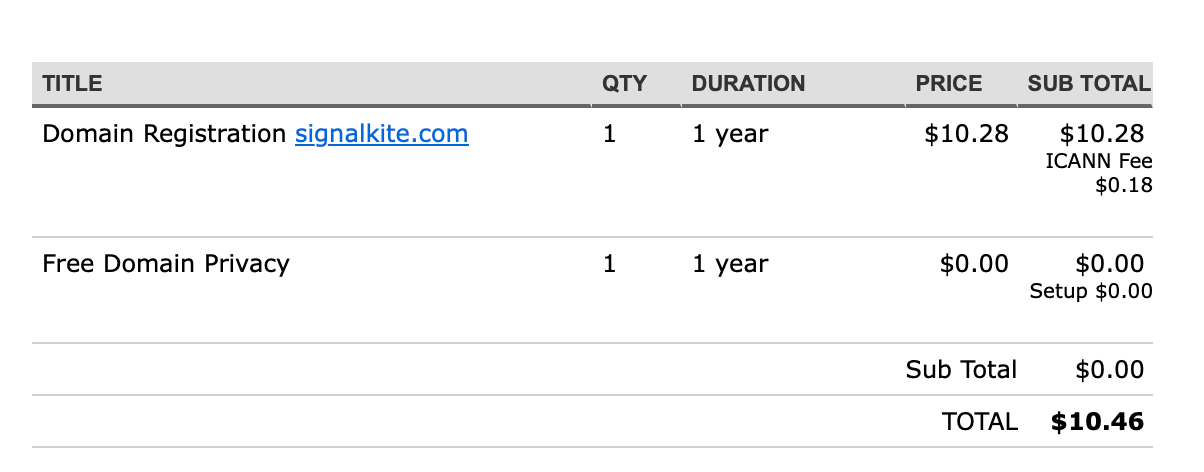 TITLE QTY DURATION PRICE SUB TOTAL
Domain Registration signalkite.com 1 1 year $10.28 $10.28
ICANN Fee
$0.18
Free Domain Privacy 1 1 year $0.00 $0.00
Setup $0.00
Sub Total $0.00
TOTAL $10.46